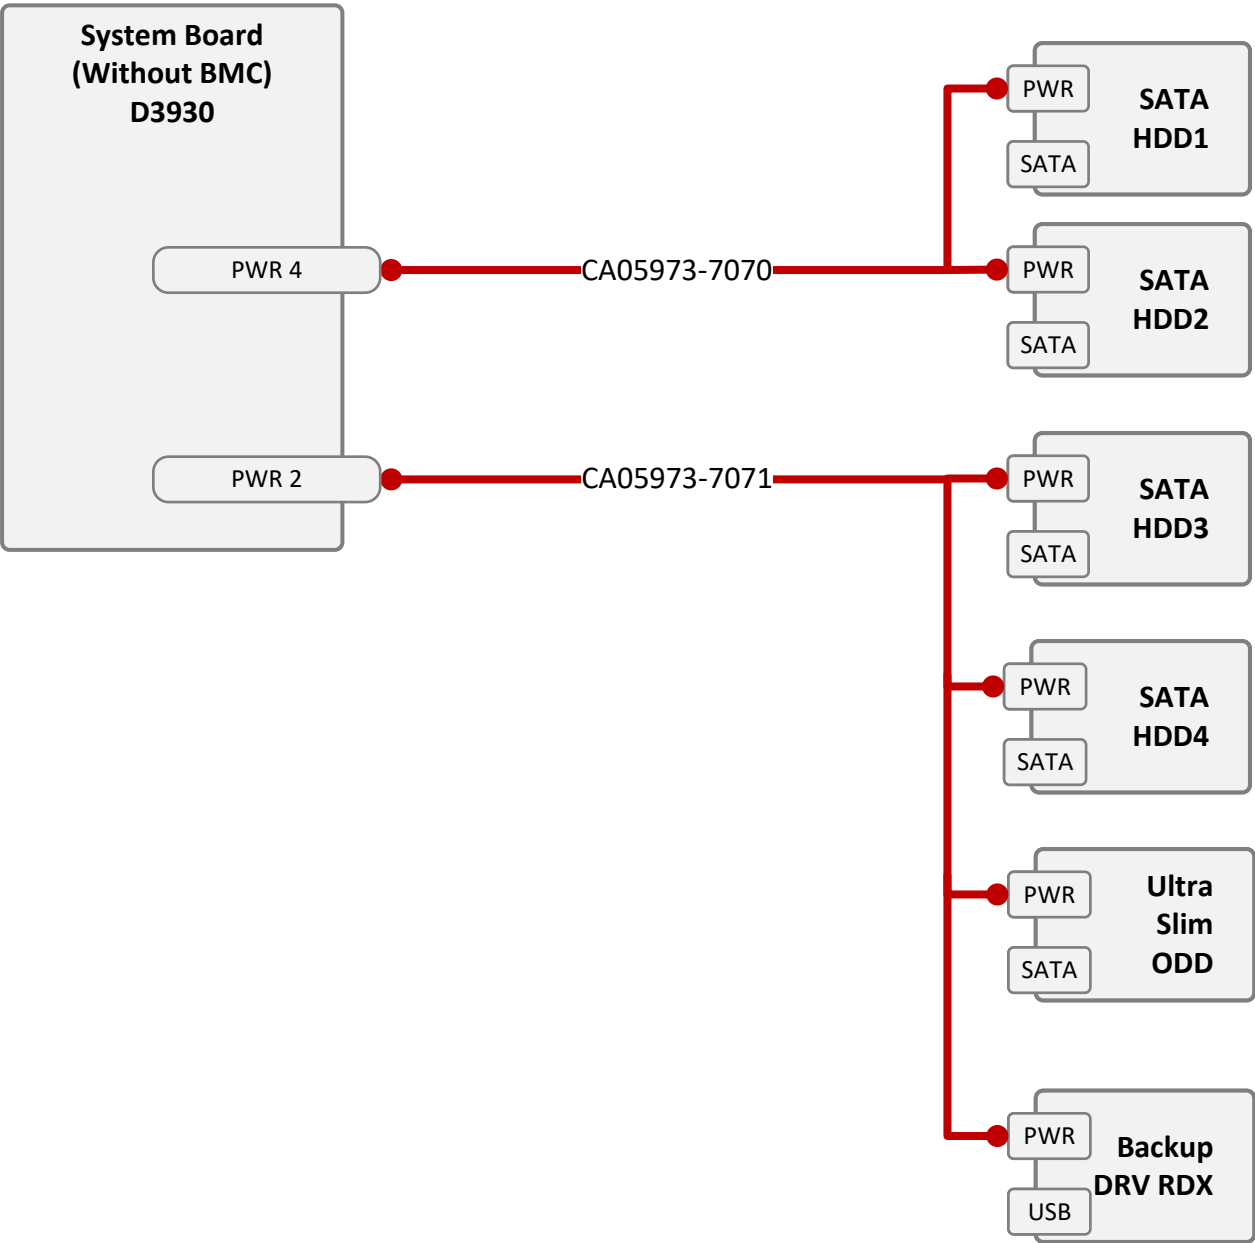 System Board
(Without BMC)
D3930
PWR 4
CA05973-7070
PWR
SATA
SATA
HDD1
PWR
SATA
SATA
HDD2
PWR 2
CA05973-7071
PWR
SATA
SATA
HDD3
PWR
SATA
SATA
HDD4
PWR
SATA
Ultra
Slim
ODD
PWR
USB
Backup
DRV RDX